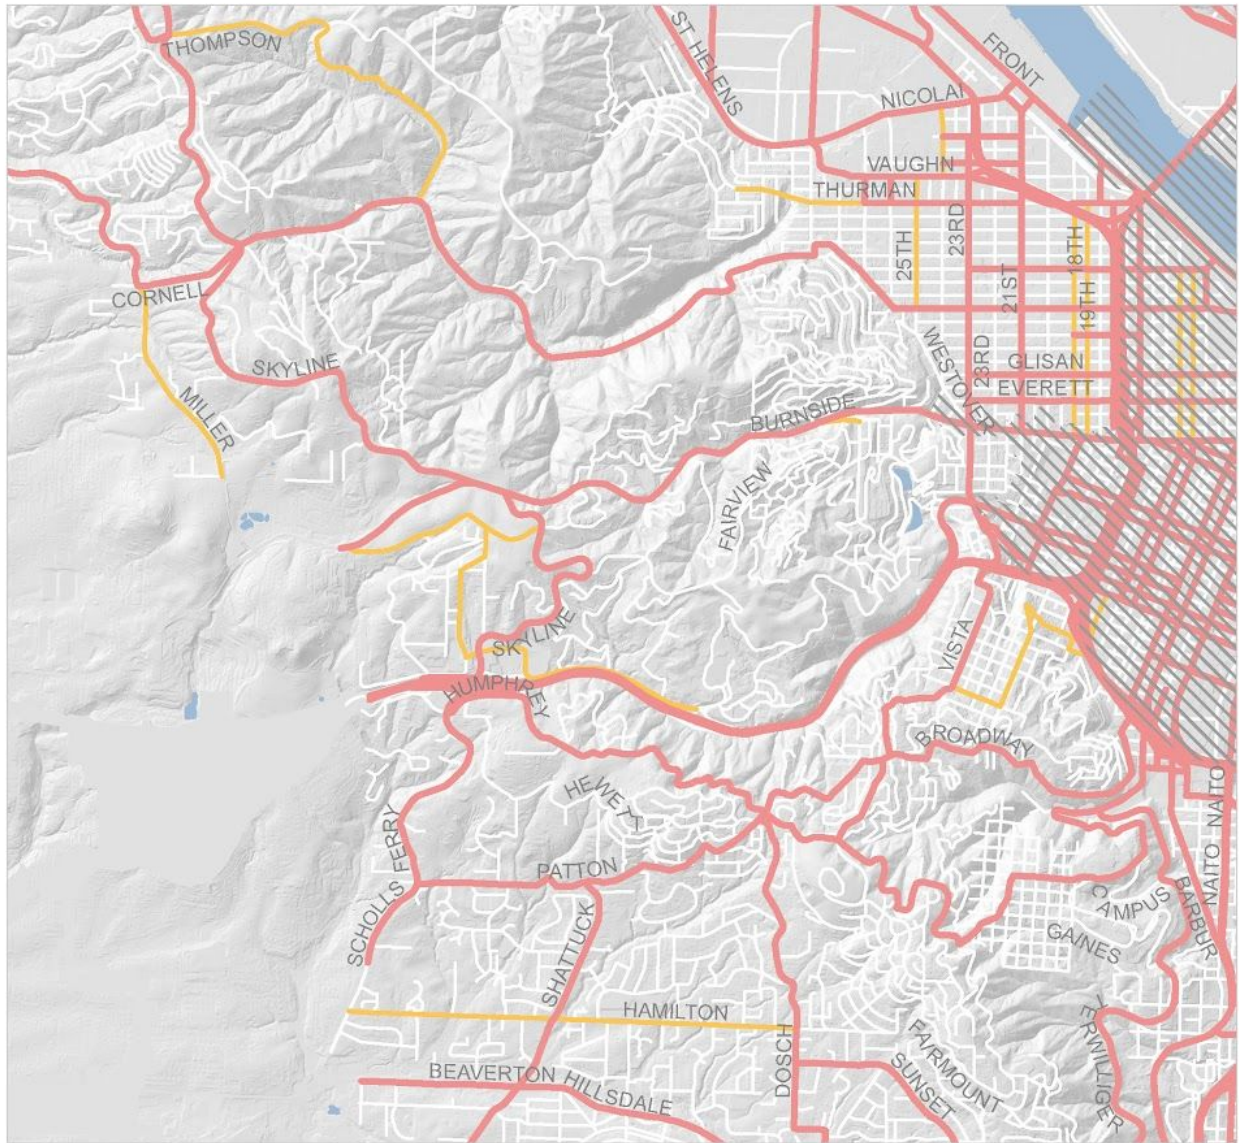 ST HELENS
FRONT
THOMPSON
NICOLAI
VAUGHN
THURMAN
25TH
23RD
18TH
21ST
19TH
CORNELL
SKYLINE
WESTOVER
23RD
GLISAN
EVERETT
MILLER
BURNSIDE
FAIRVIEW
SKYLINE
VISTA
HUMPHREY
BROADWAY
HEWETT
NAITO
NAITO
SCHOLLS FERRY
PATTON
CAMPUS
BARBUR
GAINES
SHATTUCK
HAMILTON
TERWILLIGER
DOSCH
FAIRMOUNT
SUNSET
BEAVERTON HILLSDALE